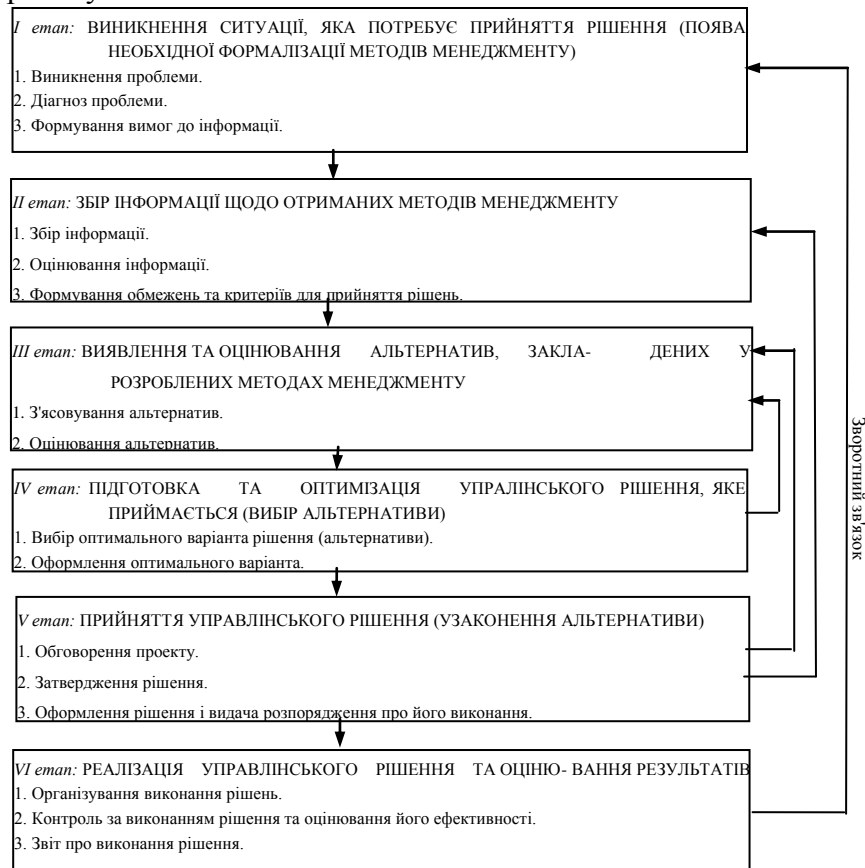 I етап: ВИНИКНЕННЯ СИТУАЦІЇ, ЯКА ПОТРЕБУЄ ПРИЙНЯТТЯ РІШЕННЯ (ПОЯВА
НЕОБХІДНОЇ ФОРМАЛІЗАЦІЇ МЕТОДІВ МЕНЕДЖМЕНТУ)
1. Виникнення проблеми.
2. Діагноз проблеми.
3. Формування вимог до інформації.
II етап: ЗБІР ІНФОРМАЦІЇ ЩОДО ОТРИМАНИХ МЕТОДІВ МЕНЕДЖМЕНТУ
1. Збір інформації.
2. Оцінювання інформації.
3. Формування обмежень та критеріїв для прийняття рішень.
III етап: ВИЯВЛЕННЯ ТА ОЦІНЮВАННЯ АЛЬТЕРНАТИВ, ЗАКЛА- ДЕНИХ У
РОЗРОБЛЕНИХ МЕТОДАХ МЕНЕДЖМЕНТУ
1. З'ясовування альтернатив.
2. Оцінювання альтернатив.
IV етап: ПІДГОТОВКА ТА ОПТИМІЗАЦІЯ УПРАЛІНСЬКОГО РІШЕННЯ, ЯКЕ
ПРИЙМАЄТЬСЯ (ВИБІР АЛЬТЕРНАТИВИ)
1. Вибір оптимального варіанта рішення (альтернативи).
2. Оформлення оптимального варіанта.
V етап: ПРИЙНЯТТЯ УПРАВЛІНСЬКОГО РІШЕННЯ (УЗАКОНЕННЯ АЛЬТЕРНАТИВИ)
1. Обговорення проекту.
2. Затвердження рішення.
3. Оформлення рішення і видача розпорядження про його виконання.
VI етап: РЕАЛІЗАЦІЯ УПРАВЛІНСЬКОГО РІШЕННЯ ТА ОЦІНЮ- ВАННЯ РЕЗУЛЬТАТІВ
1. Організування виконання рішень.
2. Контроль за виконанням рішення та оцінювання його ефективності.
3. Звіт про виконання рішення.
Зворотний зв'язок